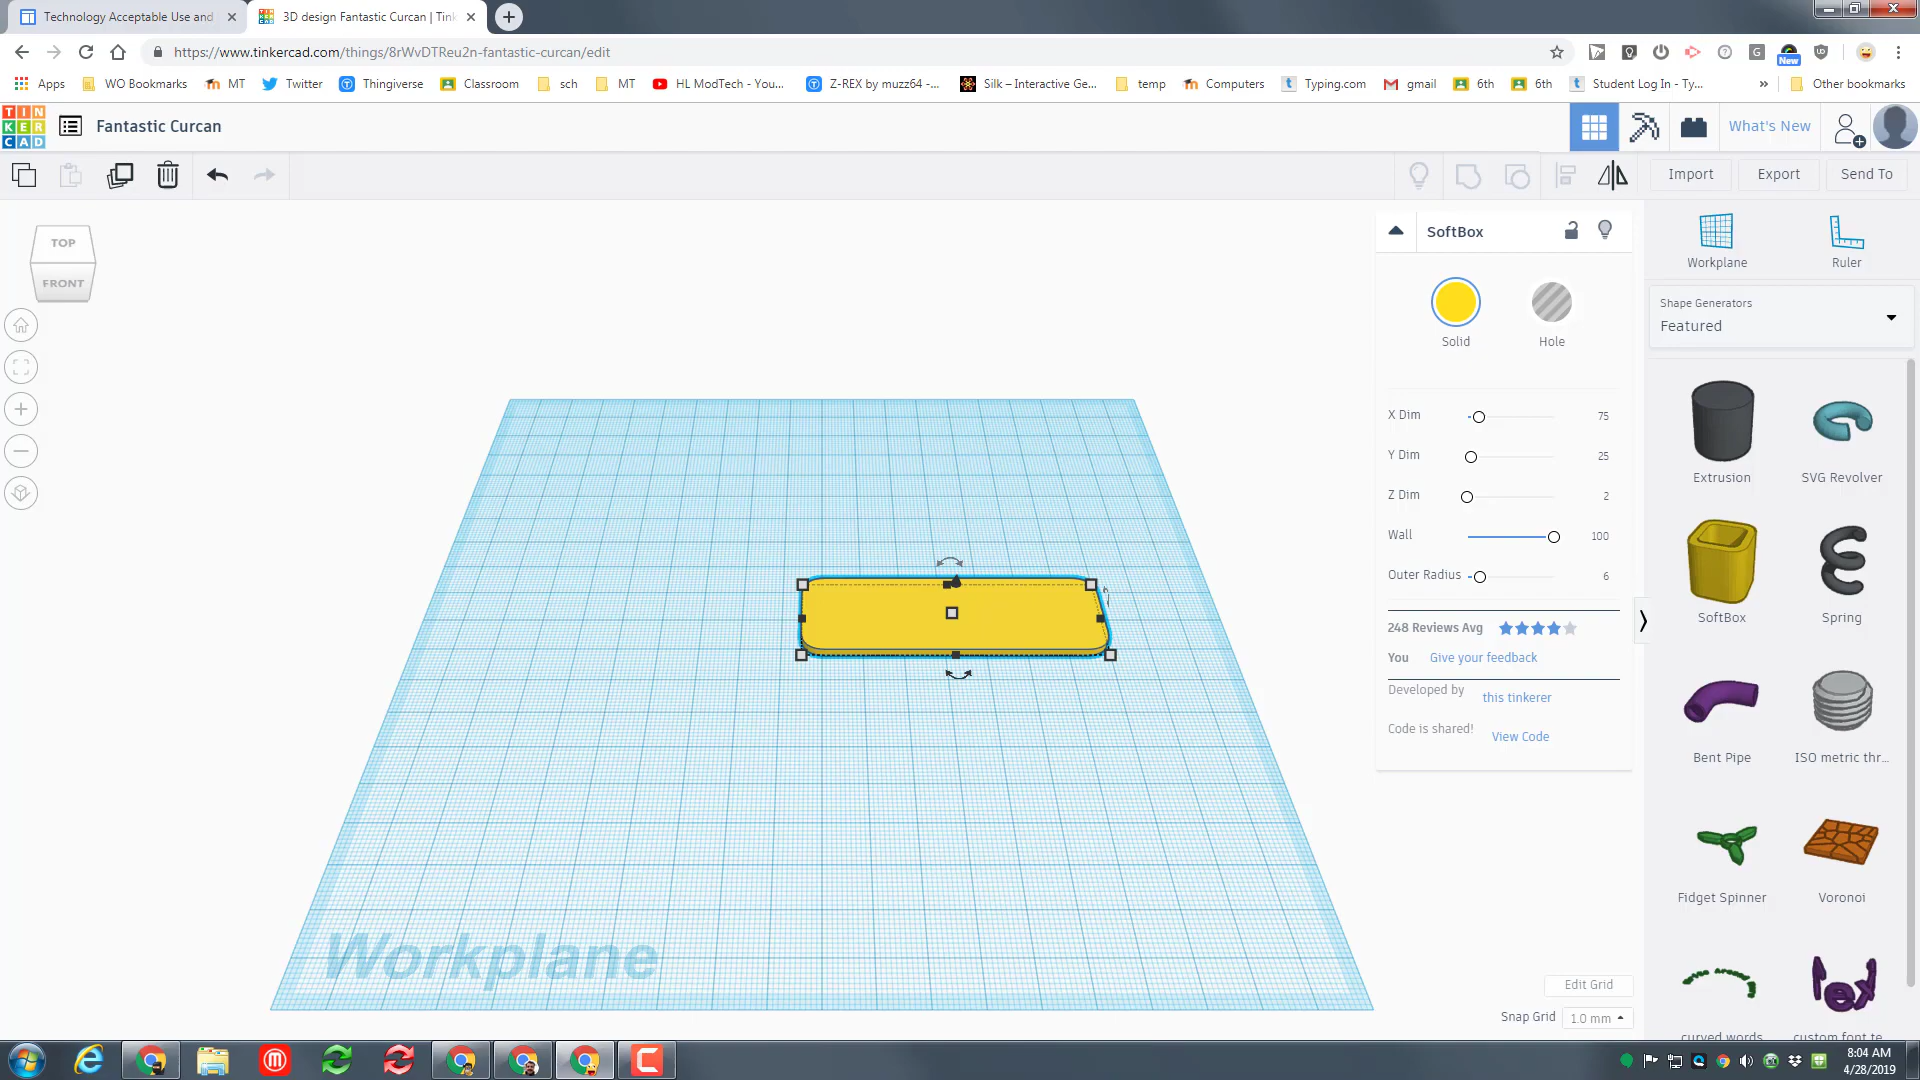 Technology Acceptable Use and
3D design Fantastic Curcan | Tink
https://www.tinkercad.com/things/8rWvDTReu2n-fantastic-curcan/edit
New
Apps
WO Bookmarks
MT
Twitter
Thingiverse
Classroom
sch
MT
HL ModTech - You...
Z-REX by muzz64 -...
Silk – Interactive Ge...
temp
Computers
Typing.com
gmail
6th
6th
Student Log In - Ty...
»
Other bookmarks
TIN
KER
CAD
Fantastic Curcan
What's New
Import
Export
Send To
TOP
FRONT
SoftBox
Solid
Hole
X Dim 75
Y Dim 25
Z Dim 2
Wall 100
Outer Radius 6
248 Reviews Avg
You Give your feedback
Developed by this tinkerer
Code is shared! View Code
Workplane
Ruler
Shape Generators
Featured
Extrusion
SVG Revolver
SoftBox
Spring
Bent Pipe
ISO metric thr...
Fidget Spinner
Voronoi
curved words
custom font te
Workplane
Edit Grid
Snap Grid 1.0 mm
8:04 AM
4/28/2019